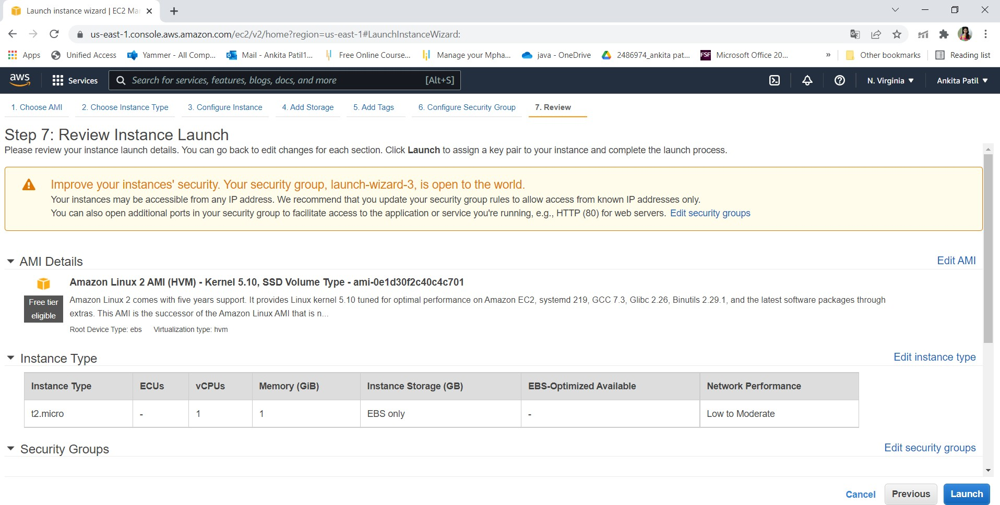 Launch instance wizard | EC2 Ma
us-east-1.console.aws.amazon.com/ec2/v2/home?region=us-east-1#LaunchInstanceWizard:
Apps Unified Access Yammer - All Comp... Mail - Ankita Patil1... Free Online Course... Manage your Mpha... java - OneDrive 2486974_ankita pat... FSF Microsoft Office 20... » Other bookmarks Reading list
aws Services Search for services, features, blogs, docs, and more [Alt+S] N. Virginia Ankita Patil
1. Choose AMI 2. Choose Instance Type 3. Configure Instance 4. Add Storage 5. Add Tags 6. Configure Security Group 7. Review
Step 7: Review Instance Launch
Please review your instance launch details. You can go back to edit changes for each section. Click Launch to assign a key pair to your instance and complete the launch process.
Improve your instances' security. Your security group, launch-wizard-3, is open to the world.
Your instances may be accessible from any IP address. We recommend that you update your security group rules to allow access from known IP addresses only.
You can also open additional ports in your security group to facilitate access to the application or service you're running, e.g., HTTP (80) for web servers. Edit security groups
AMI Details Edit AMI
Amazon Linux 2 AMI (HVM) - Kernel 5.10, SSD Volume Type - ami-0e1d30f2c40c4c701
Free tier eligible
Amazon Linux 2 comes with five years support. It provides Linux kernel 5.10 tuned for optimal performance on Amazon EC2, systemd 219, GCC 7.3, Glibc 2.26, Binutils 2.29.1, and the latest software packages through
extras. This AMI is the successor of the Amazon Linux AMI that is n...
Root Device Type: ebs Virtualization type: hvm
Instance Type Edit instance type
Instance Type ECUs vCPUs Memory (GiB) Instance Storage (GB) EBS-Optimized Available Network Performance
t2.micro - 1 1 EBS only - Low to Moderate
Security Groups Edit security groups
Cancel Previous Launch